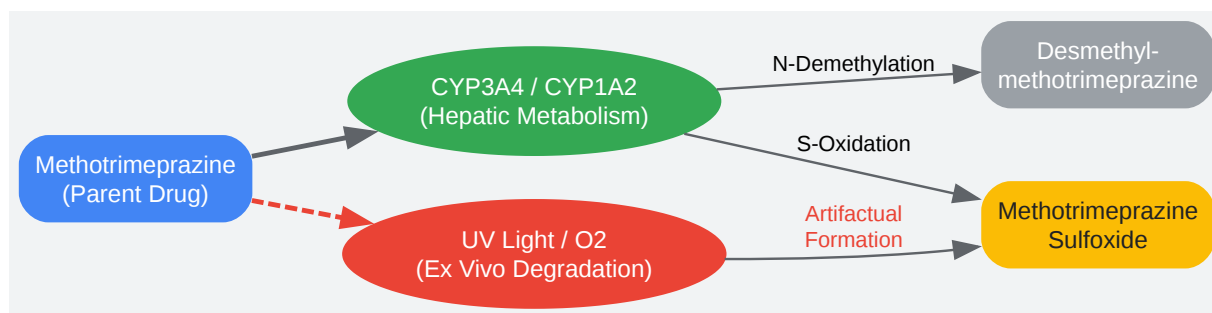 Methotrimeprazine
(Parent Drug)
CYP3A4 / CYP1A2
(Hepatic Metabolism)
UV Light / O2
(Ex Vivo Degradation)
N-Demethylation
S-Oxidation
Artifactual
Formation
Desmethyl-
methotrimeprazine
Methotrimeprazine
Sulfoxide